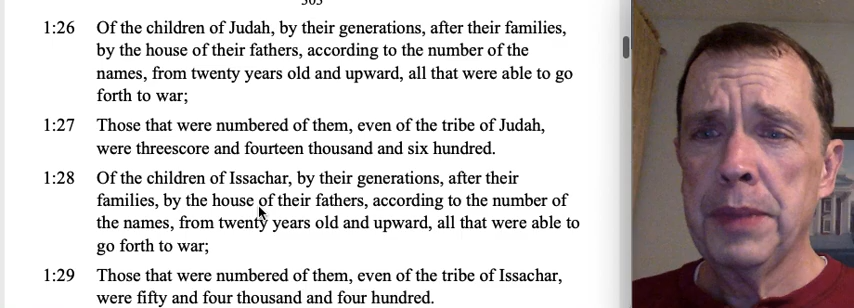 1:26 Of the children of Judah, by their generations, after their families,
by the house of their fathers, according to the number of the
names, from twenty years old and upward, all that were able to go
forth to war;
1:27 Those that were numbered of them, even of the tribe of Judah,
were threescore and fourteen thousand and six hundred.
1:28 Of the children of Issachar, by their generations, after their
families, by the house of their fathers, according to the number of
the names, from twenty years old and upward, all that were able to
go forth to war;
1:29 Those that were numbered of them, even of the tribe of Issachar,
were fifty and four thousand and four hundred.